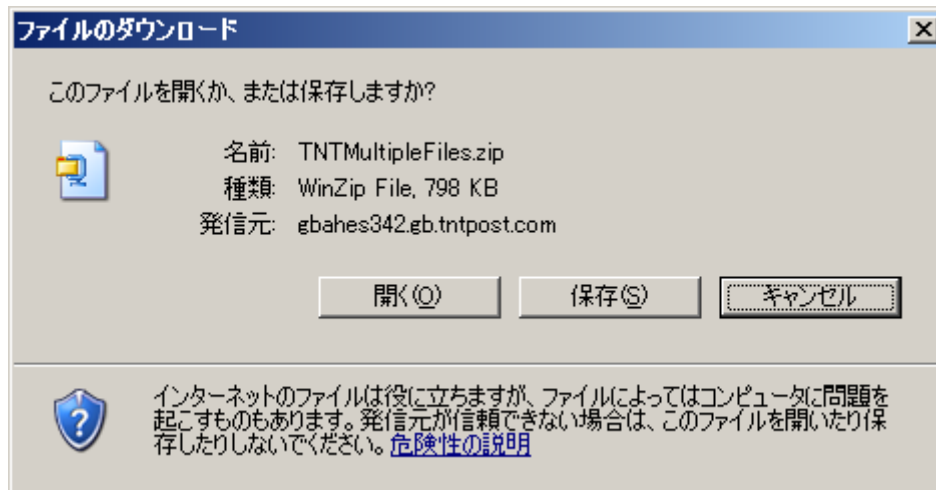 ファイルのダウンロード
このファイルを開くか、または保存しますか?
名前: TNTMultipleFiles.zip
種類: WinZip File, 798 KB
発信元: gbahes342.gb.tntpost.com
開く(O) 保存(S) キャンセル
インターネットのファイルは役に立ちますが、ファイルによってはコンピュータに問題を
起こすものもあります。発信元が信頼できない場合は、このファイルを開いたり保
存したりしないでください。危険性の説明